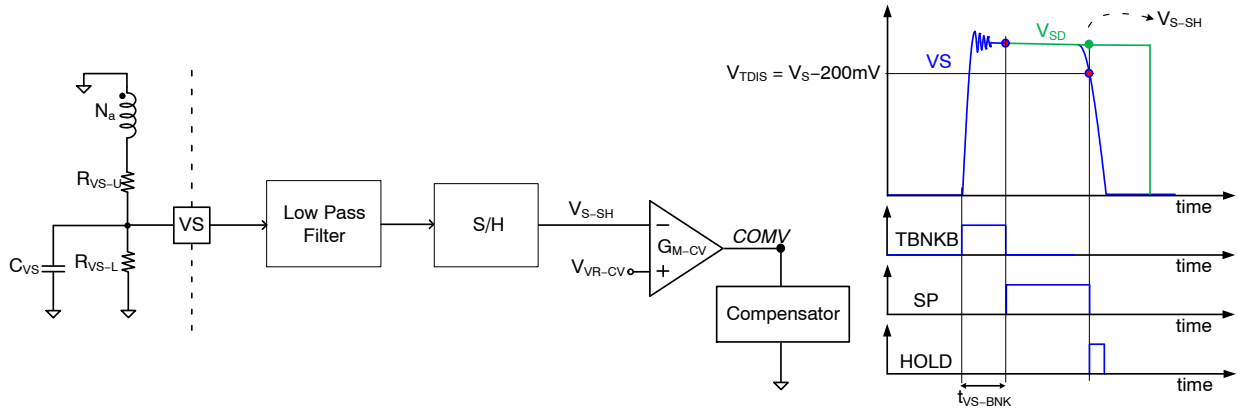 Na
RVS−U
RVS−L
CVS
VS
Low Pass
Filter
S/H
VS−SH
VVR−CV
−
+
GM−CV
COMV
Compensator
VS−SH
VSD
VS
VTDIS = VS−200mV
time
TBNKB
time
SP
time
HOLD
time
tVS−BNK